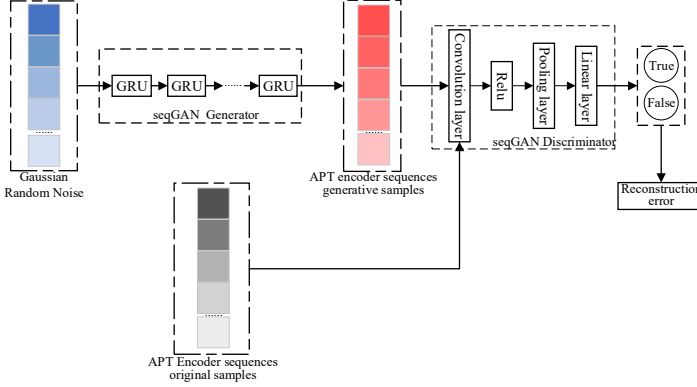 Gaussian
Random Noise
GRU
GRU
......
GRU
seqGAN Generator
APT encoder sequences
generative samples
APT Encoder sequences
original samples
Convolution layer
Relu
Pooling layer
Linear layer
seqGAN Discriminator
True
False
Reconstruction
error